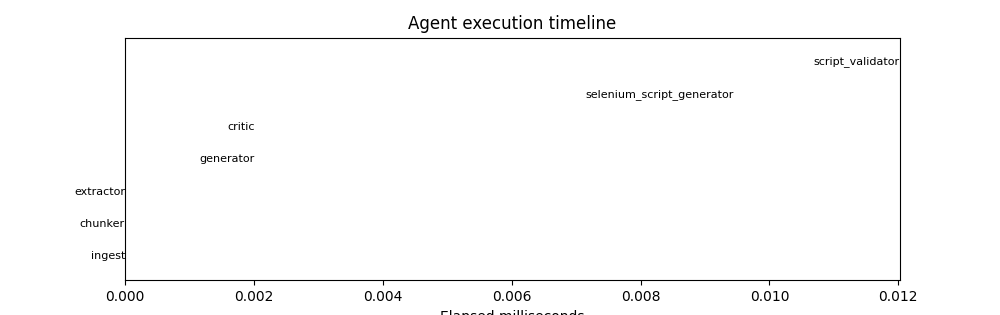 Agent execution timeline
script_validator
selenium_script_generator
critic
generator
extractor
chunker
ingest
0.000 0.002 0.004 0.006 0.008 0.010 0.012
Elapsed milliseconds